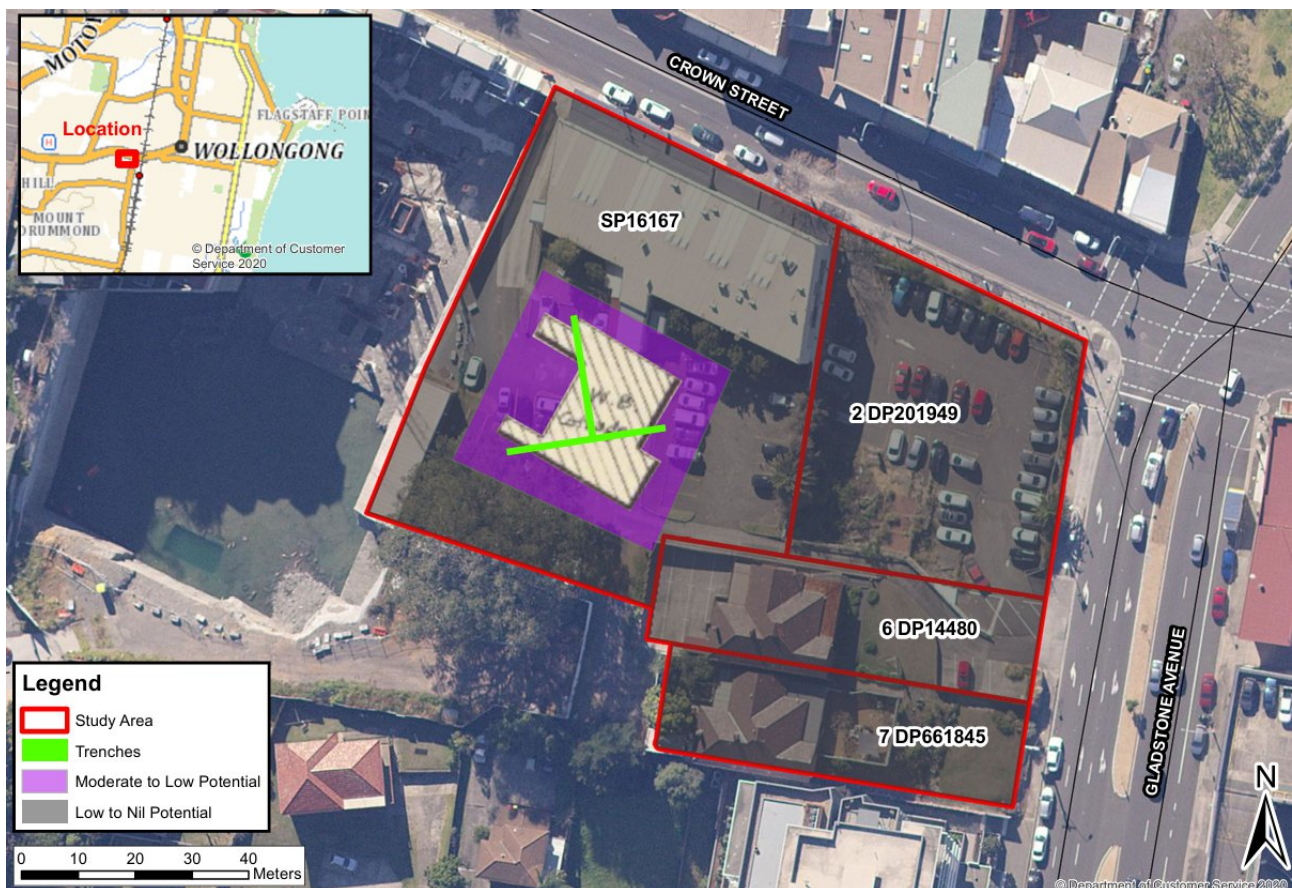 MOTO
Location
FLAGSTAFF POIN
WOLLONGONG
HILL
MOUNT
DRUMMOND
© Department of Customer
Service 2020
CROWN STREET
SP16167
2 DP201949
W. B.
6 DP14480
7 DP661845
GLADSTONE AVENUE
Legend
Study Area
Trenches
Moderate to Low Potential
Low to Nil Potential
0 10 20 30 40
Meters
N
© Department of Customer Service 2020